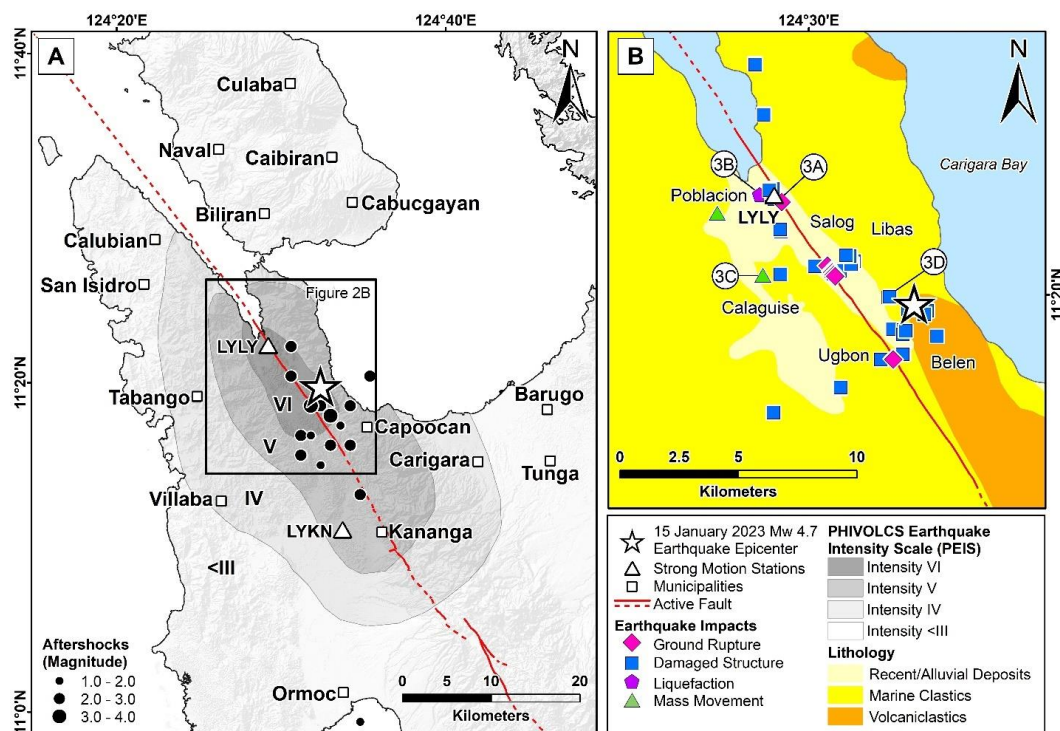 124°20'E
124°40'E
11°40'N
A
N
Culaba
Naval
Caibiran
Cabucgayan
Biliran
Calubian
San Isidro
Figure 2B
LYLY
11°20'N
Tabango
VI
Barugo
V
Capoocan
Carigara
Tunga
Villaba
IV
LYKN
Kananga
<III
Aftershocks
(Magnitude)
1.0 - 2.0
2.0 - 3.0
3.0 - 4.0
Ormoc
0 10 20
Kilometers
11°0'N
124°30'E
B
N
Carigara Bay
3B
3A
Poblacion
LYLY
Salog
Libas
3C
3D
11°20'N
Calaguise
Ugbon
Belen
0 2.5 5 10
Kilometers
15 January 2023 Mw 4.7
Earthquake Epicenter
Strong Motion Stations
Municipalities
Active Fault
Earthquake Impacts
Ground Rupture
Damaged Structure
Liquefaction
Mass Movement
PHIVOLCS Earthquake
Intensity Scale (PEIS)
Intensity VI
Intensity V
Intensity IV
Intensity <III
Lithology
Recent/Alluvial Deposits
Marine Clastics
Volcaniclastics